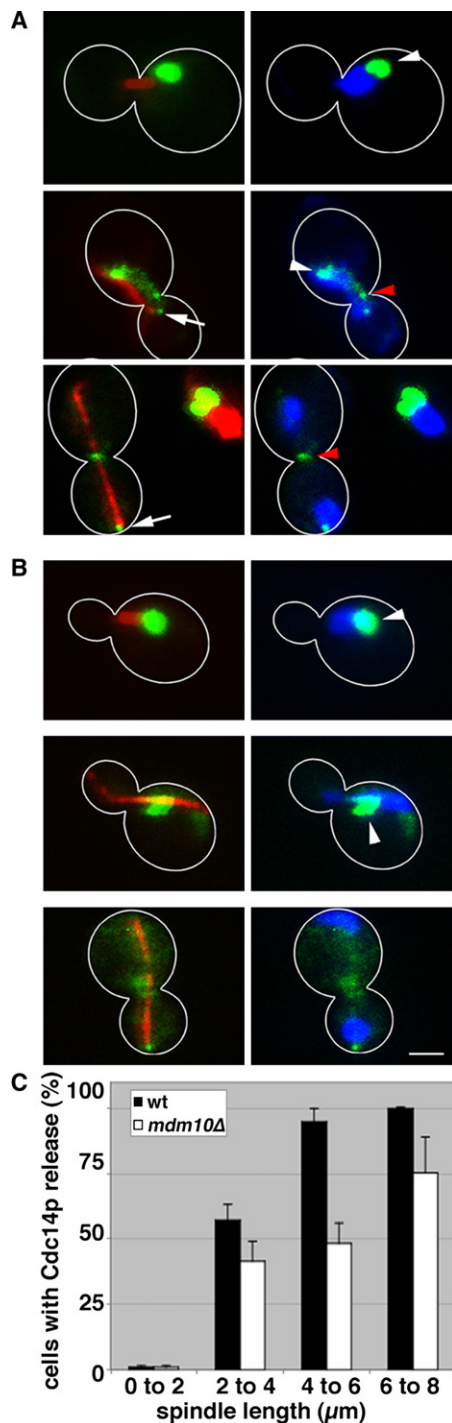 A
B
C
cells with Cdc14p release (%)
100
75
50
25
0
wt
mdm10Δ
0 to 2
2 to 4
4 to 6
6 to 8
spindle length (µm)